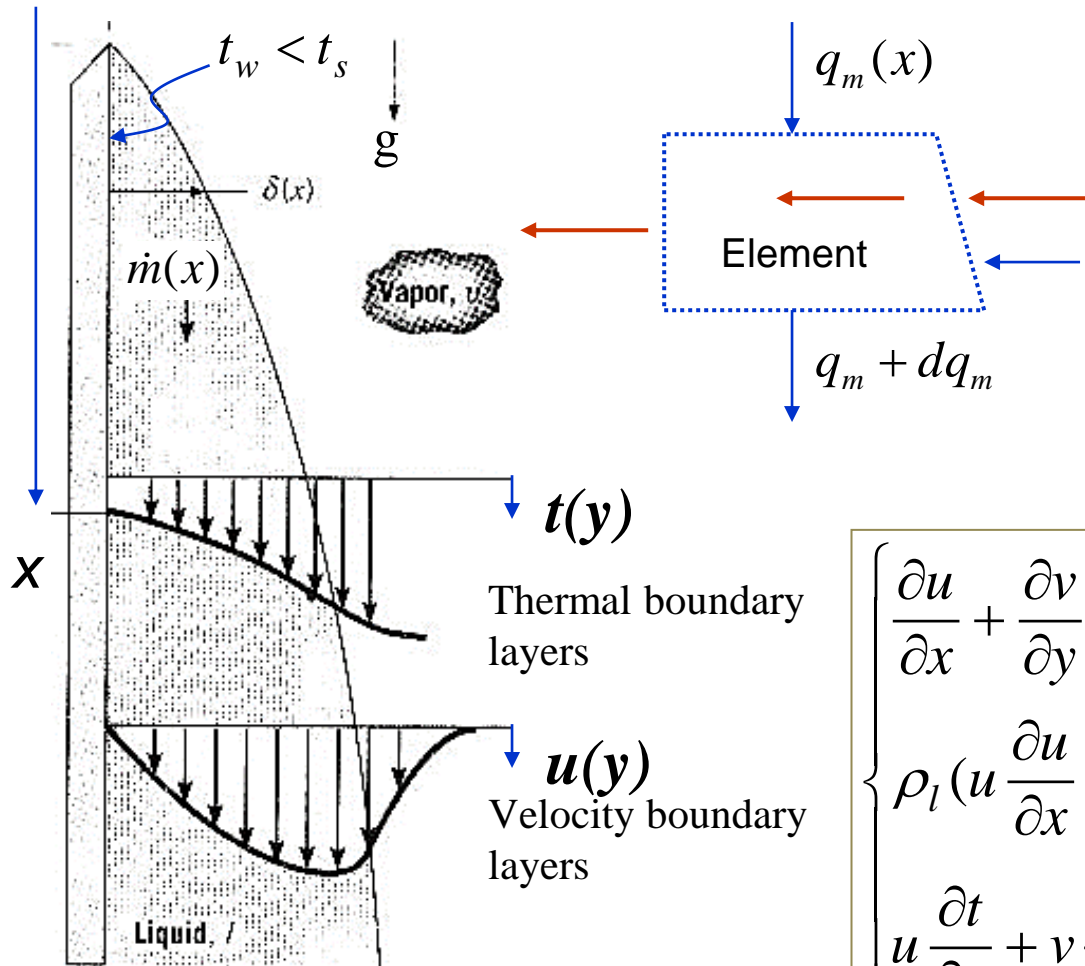 t_w < t_s
g
δ(x)
ṁ(x)
Vapor, υ
q_m(x)
Element
q_m + dq_m
x
t(y)
Thermal boundary
layers
u(y)
Velocity boundary
layers
Liquid, l
∂u/∂x + ∂v/∂y
ρ_l(u ∂u/∂x
u ∂t/∂ + v